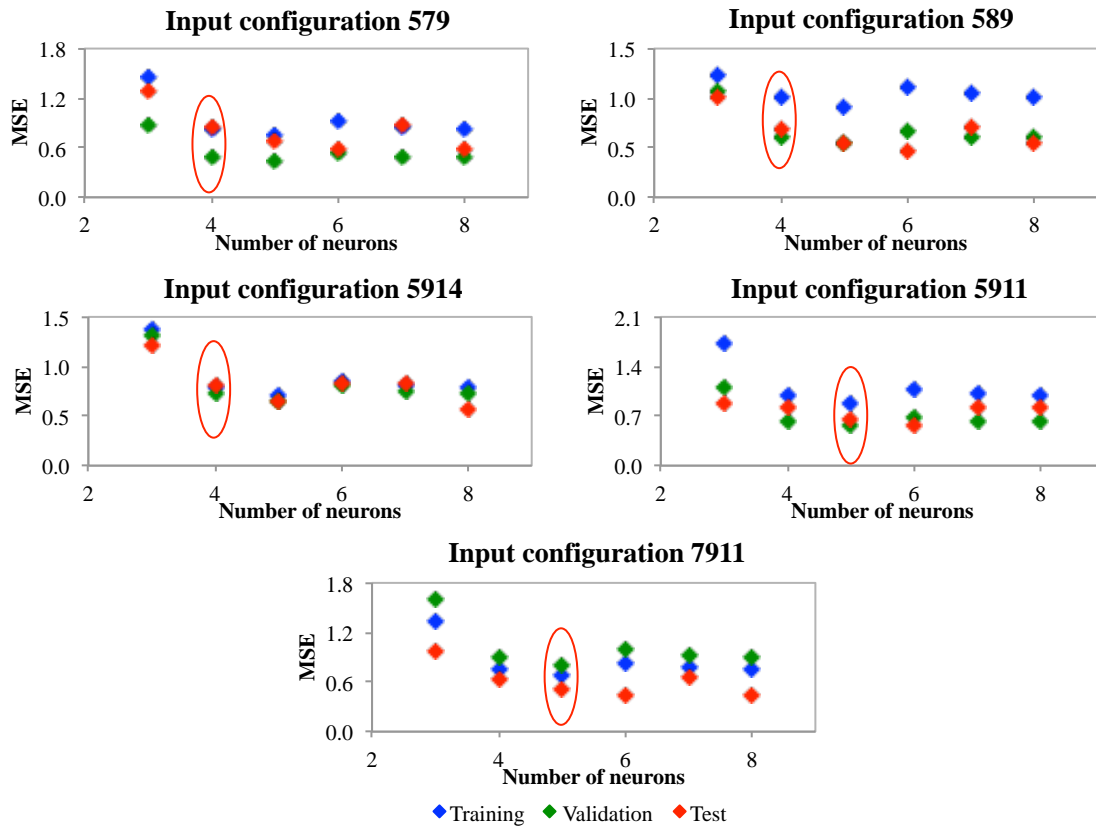 Input configuration 579
1.8
1.2
0.6
0.0
MSE
2
4
6
8
Number of neurons
Input configuration 589
1.5
1.0
0.5
0.0
MSE
2
4
6
8
Number of neurons
Input configuration 5914
1.5
1.0
0.5
0.0
MSE
2
4
6
8
Number of neurons
Input configuration 5911
2.1
1.4
0.7
0.0
MSE
2
4
6
8
Number of neurons
Input configuration 7911
1.8
1.2
0.6
0.0
MSE
2
4
6
8
Number of neurons
Training Validation Test